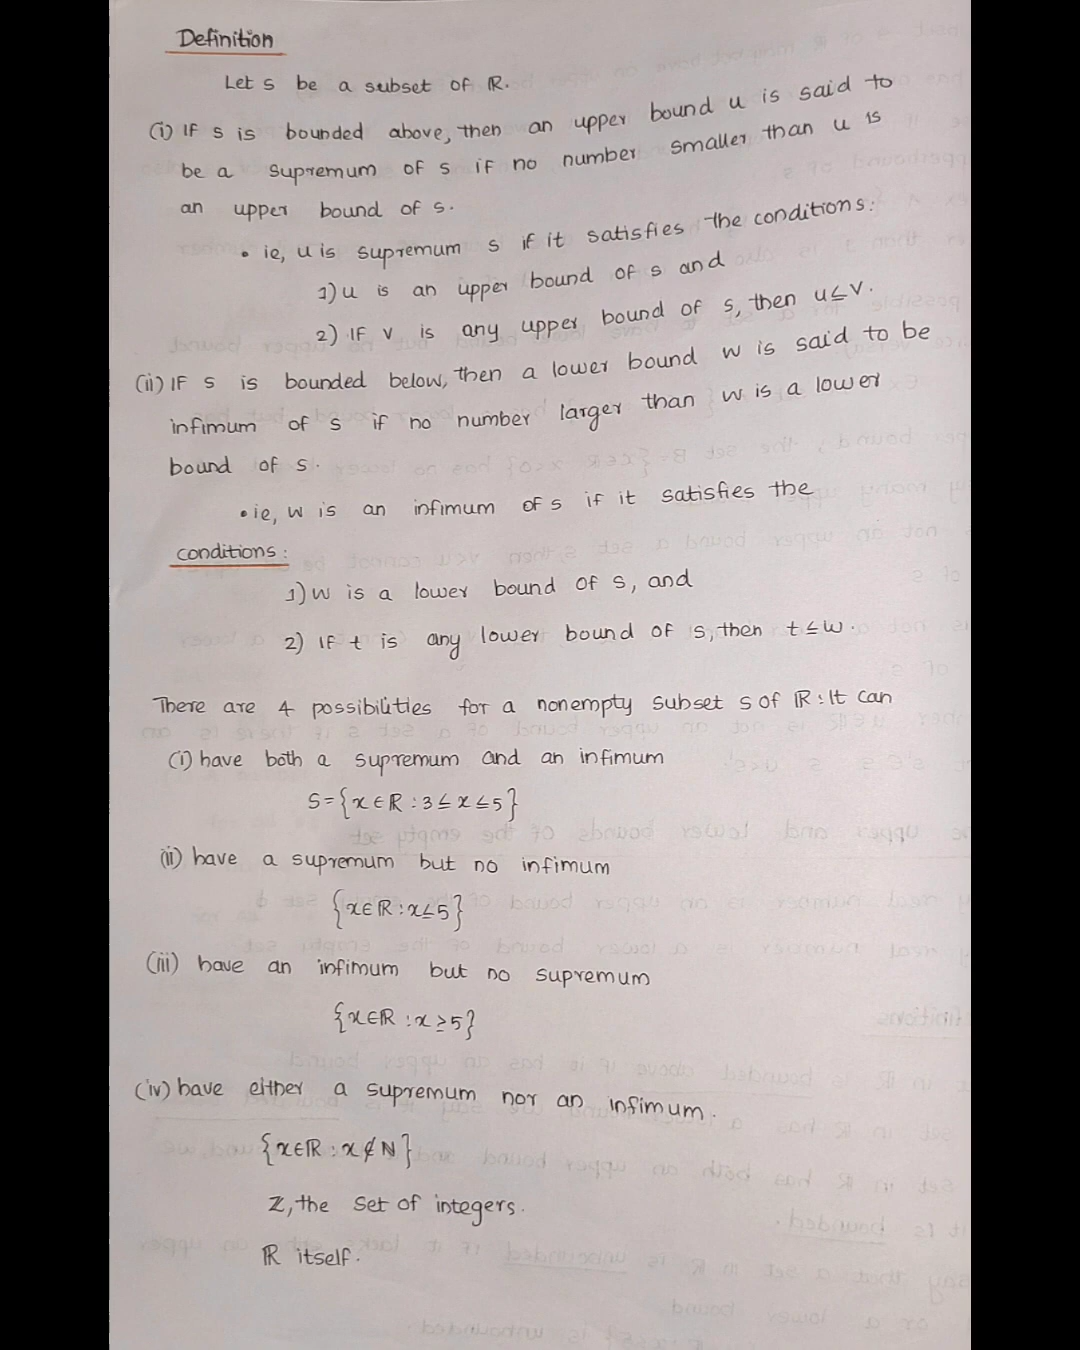 Definition
Let s be a subset of ℝ.
(i) IF s is bounded above, then an upper bound u is said to
be a supremum of s if no number smaller than u is
an upper bound of s.
• ie, u is supremum s if it satisfies the conditions:
1) u is an upper bound of s and
2) IF v is any upper bound of s, then u≤v.
(ii) IF s is bounded below, then a lower bound w is said to be
infimum of s if no number larger than w is a lower
bound of s.
• ie, w is an infimum of s if it satisfies the
conditions:
1) w is a lower bound of s, and
2) IF t is any lower bound of s, then t≤w.
There are 4 possibilities for a nonempty subset s of ℝ: It can
(i) have both a supremum and an infimum
S={x∈ℝ : 3≤x≤5}
(ii) have a supremum but no infimum
{x∈ℝ : x≤5}
(iii) have an infimum but no supremum
{x∈ℝ : x≥5}
(iv) have either a supremum nor an infimum.
{x∈ℝ : x∉ℕ}
ℤ, the set of integers.
ℝ itself.